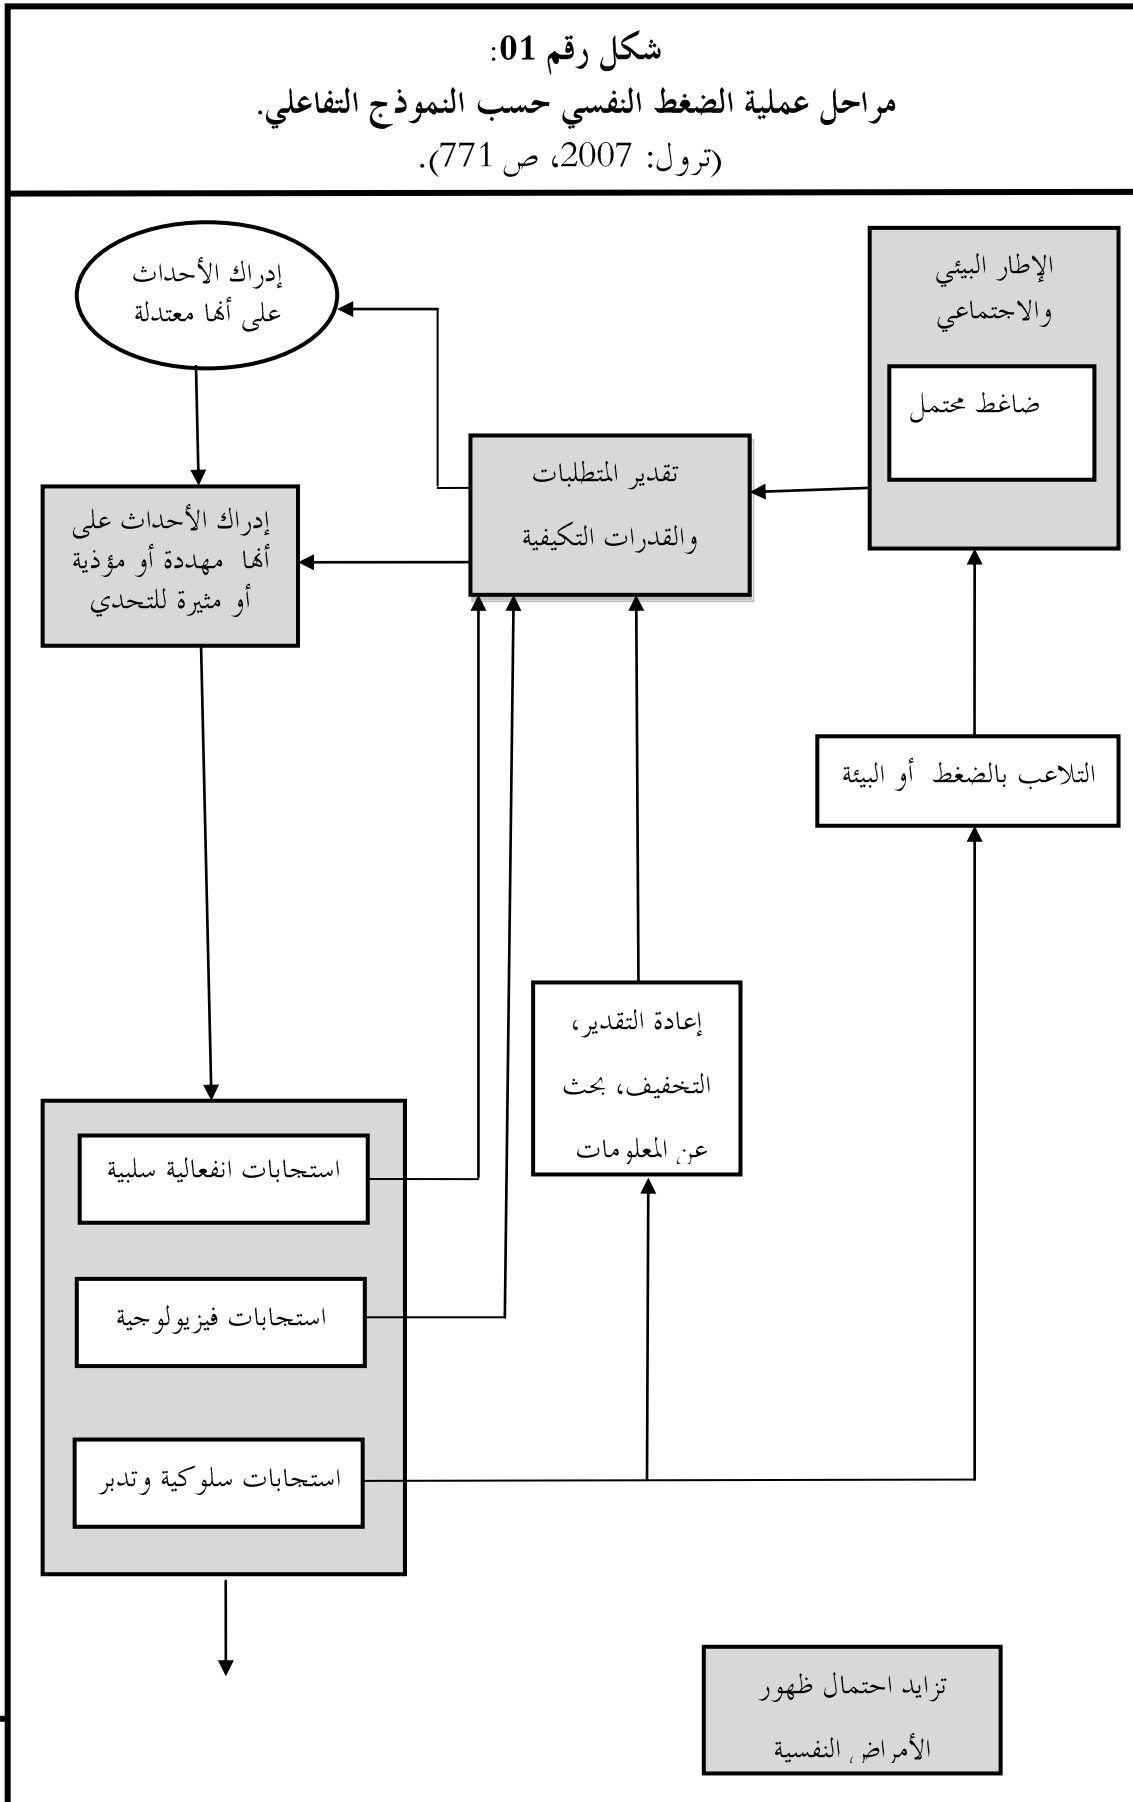 شكل رقم 01:
مراحل عملية الضغط النفسي حسب النموذج التفاعلي.
(ترول: 2007، ص 771).
الإطار البيئي
والاجتماعي
ضاغط محتمل
إدراك الأحداث
على أنها معتدلة
تقدير المتطلبات
والقدرات التكيفية
إدراك الأحداث على
أنها مهددة أو مؤذية
أو مثيرة للتحدي
التلاعب بالضغط أو البيئة
إعادة التقدير،
التخفيف، بحث
عن المعلومات
استجابات انفعالية سلبية
استجابات فيزيولوجية
استجابات سلوكية وتدبر
تزايد احتمال ظهور
الأمراض النفسية